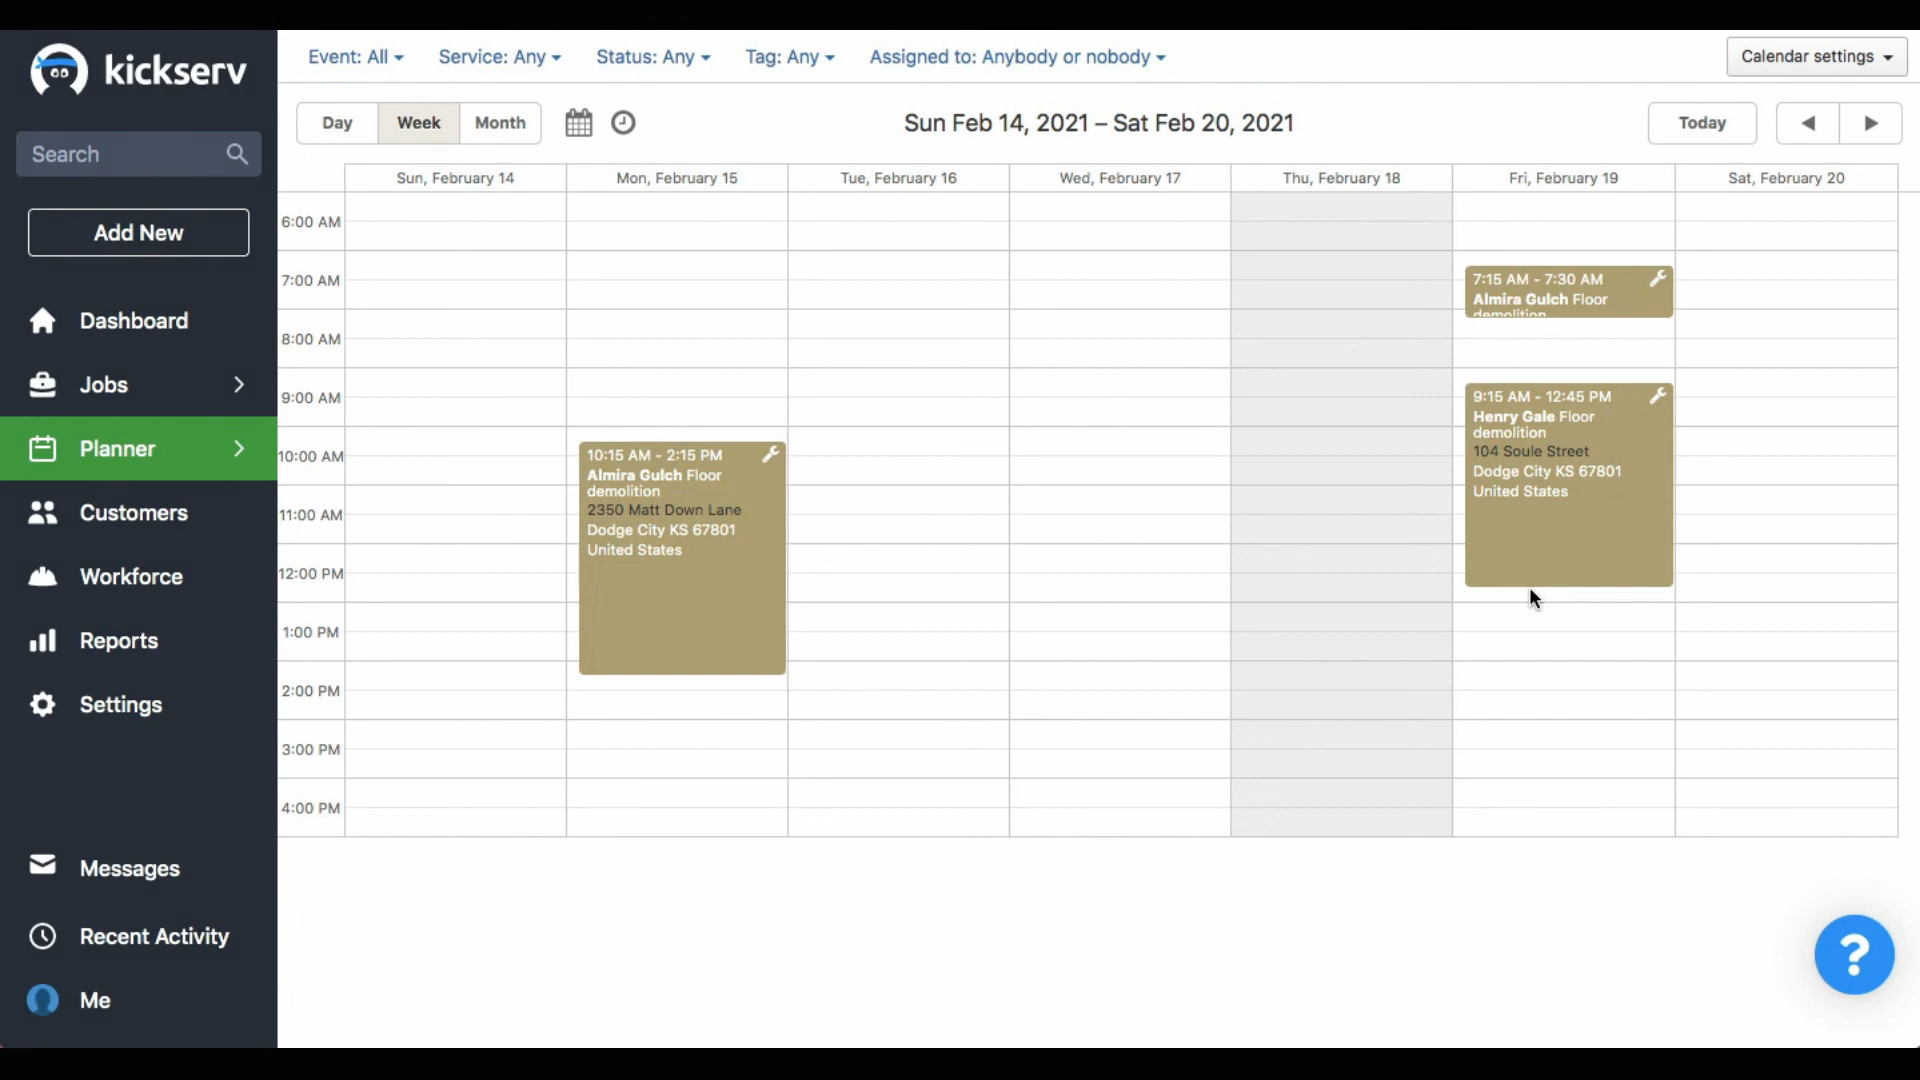 kickserv
Search
Add New
Dashboard
Jobs
Planner
Customers
Workforce
Reports
Settings
Messages
Recent Activity
Me
Event: All
Service: Any
Status: Any
Tag: Any
Assigned to: Anybody or nobody
Calendar settings
Day
Week
Month
Sun Feb 14, 2021 – Sat Feb 20, 2021
Today
Sun, February 14
Mon, February 15
Tue, February 16
Wed, February 17
Thu, February 18
Fri, February 19
Sat, February 20
6:00 AM
7:00 AM
8:00 AM
9:00 AM
10:00 AM
11:00 AM
12:00 PM
1:00 PM
2:00 PM
3:00 PM
4:00 PM
10:15 AM - 2:15 PM
Almira Gulch Floor
demolition
2350 Matt Down Lane
Dodge City KS 67801
United States
7:15 AM - 7:30 AM
Almira Gulch Floor
demolition
9:15 AM - 12:45 PM
Henry Gale Floor
demolition
104 Soule Street
Dodge City KS 67801
United States
?